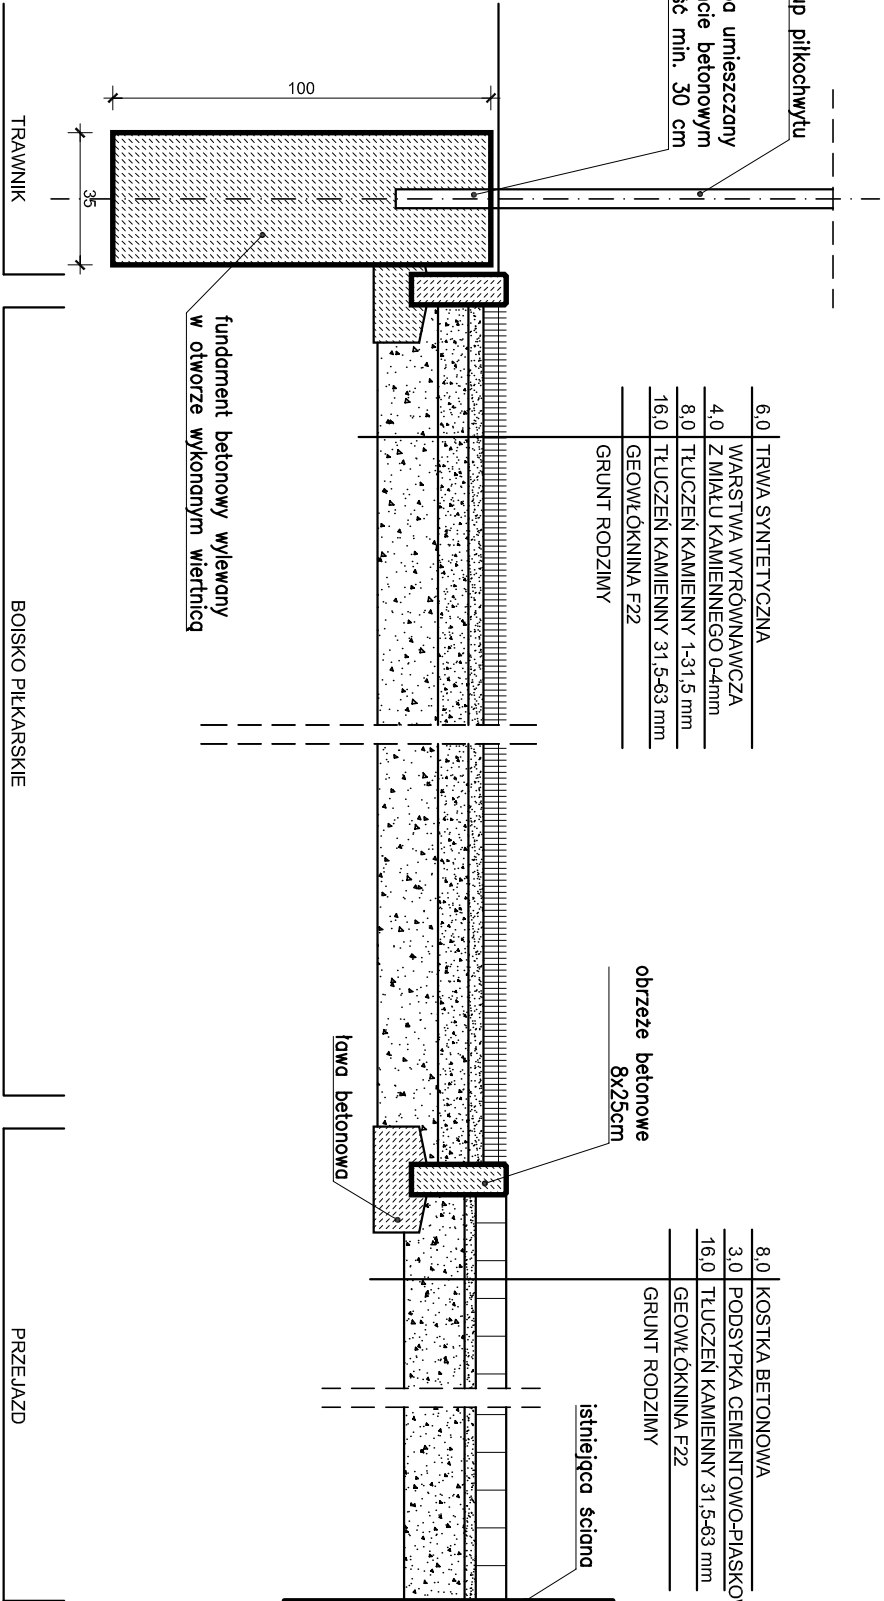 słup piłkochwytu
umieszczany
betonowym
min. 30 cm
100
35
fundament betonowy wylewany
w otworze wykonanym wiertnicą
6,0 TRWA SYNTETYCZNA
WARSTWA WYRÓWNAWCZA
4,0 Z MIAŁU KAMIENNEGO 0-4mm
8,0 TŁUCZEŃ KAMIENNY 1-31,5 mm
16,0 TŁUCZEŃ KAMIENNY 31,5-63 mm
GEOWŁÓKNINA F22
GRUNT RODZIMY
obrzeże betonowe
8x25cm
ława betonowa
8,0 KOSTKA BETONOWA
3,0 PODSYPKA CEMENTOWO-PIASKO
16,0 TŁUCZEŃ KAMIENNY 31,5-63 mm
GEOWŁÓKNINA F22
GRUNT RODZIMY
istniejąca ściana
TRAWNIK
BOISKO PIŁKARSKIE
PRZEJAZD